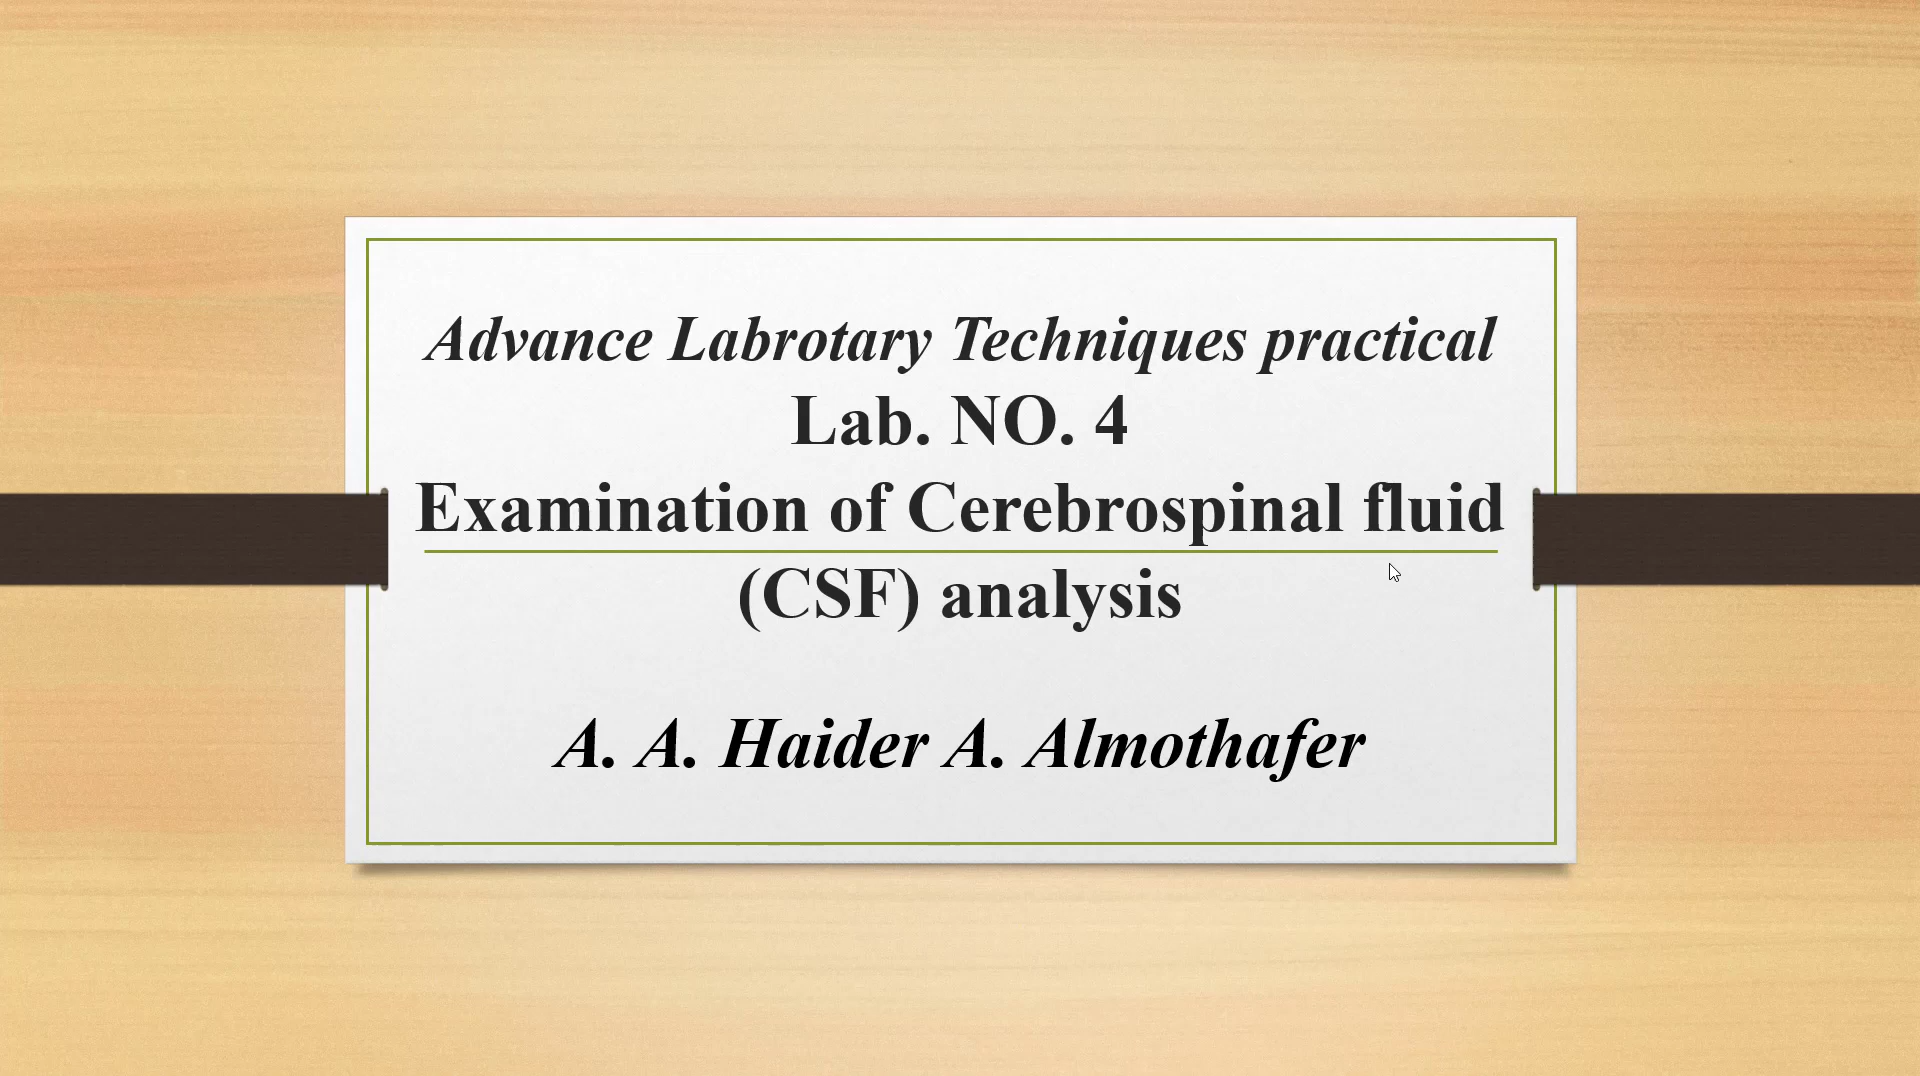 Advance Labrotary Techniques practical
Lab. NO. 4
Examination of Cerebrospinal fluid
(CSF) analysis
A. A. Haider A. Almothafer